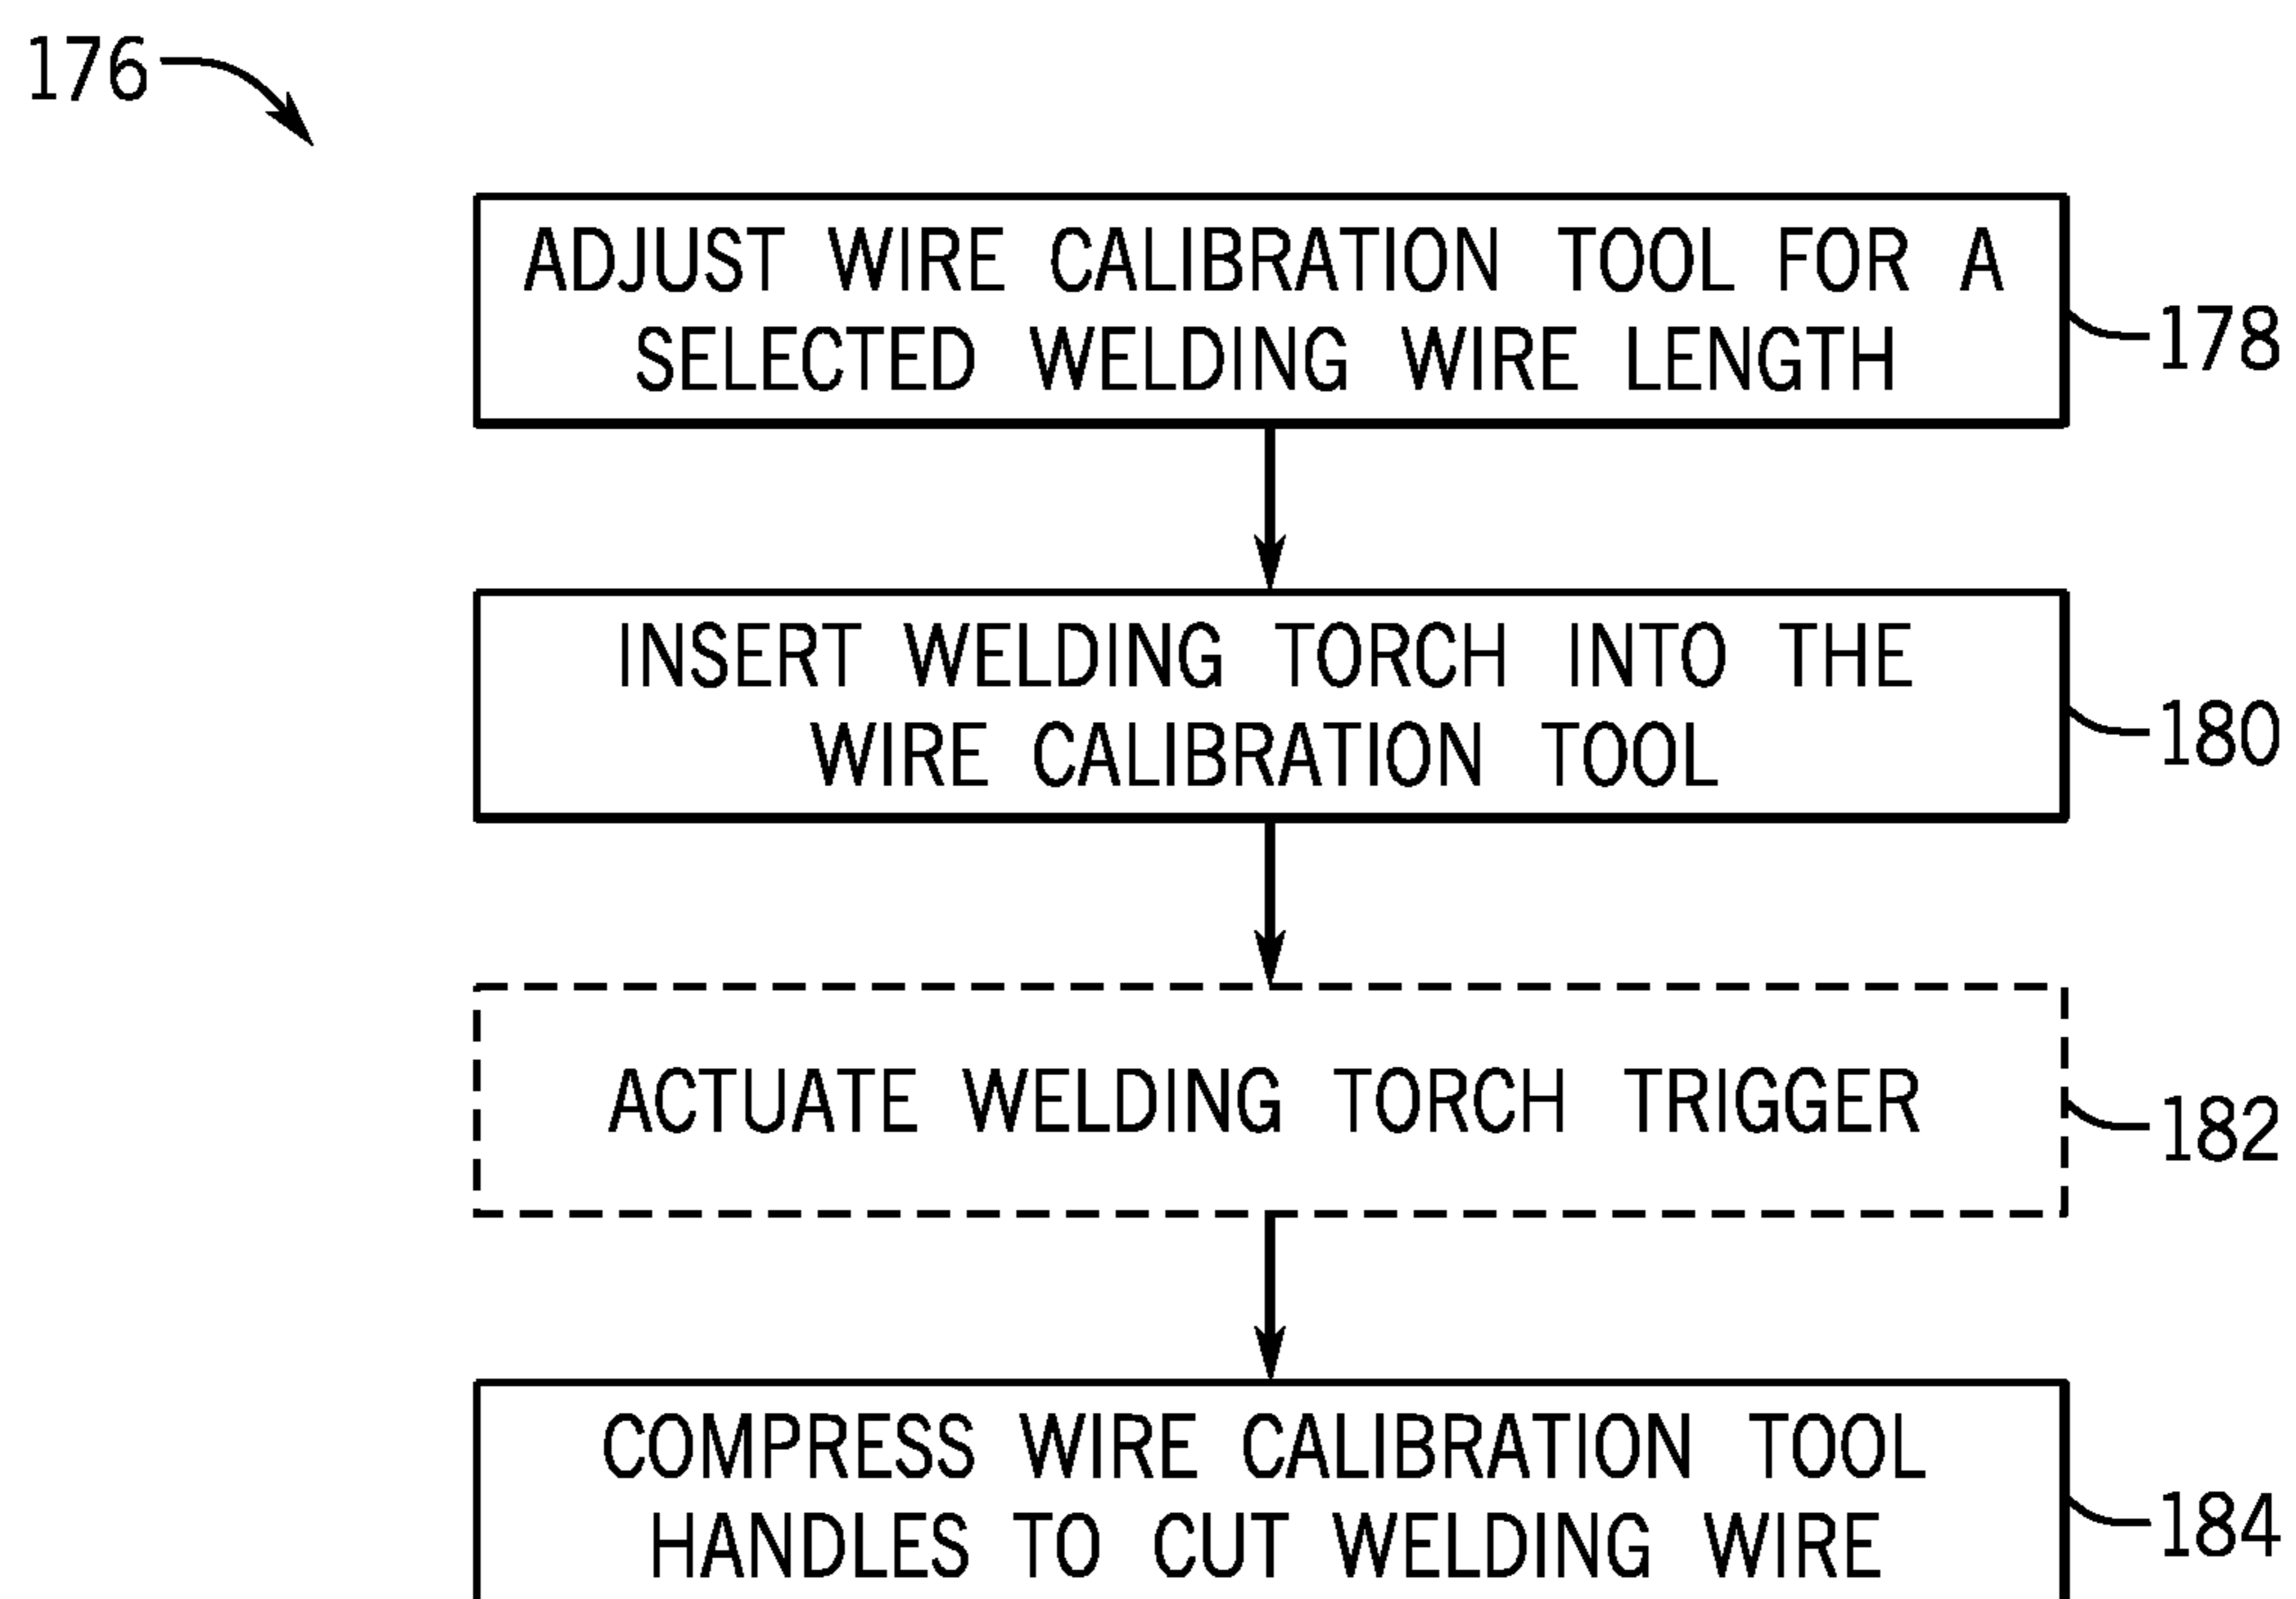 176
ADJUST WIRE CALIBRATION TOOL FOR A
SELECTED WELDING WIRE LENGTH
178
INSERT WELDING TORCH INTO THE
WIRE CALIBRATION TOOL
180
ACTUATE WELDING TORCH TRIGGER
182
COMPRESS WIRE CALIBRATION TOOL
HANDLES TO CUT WELDING WIRE
184